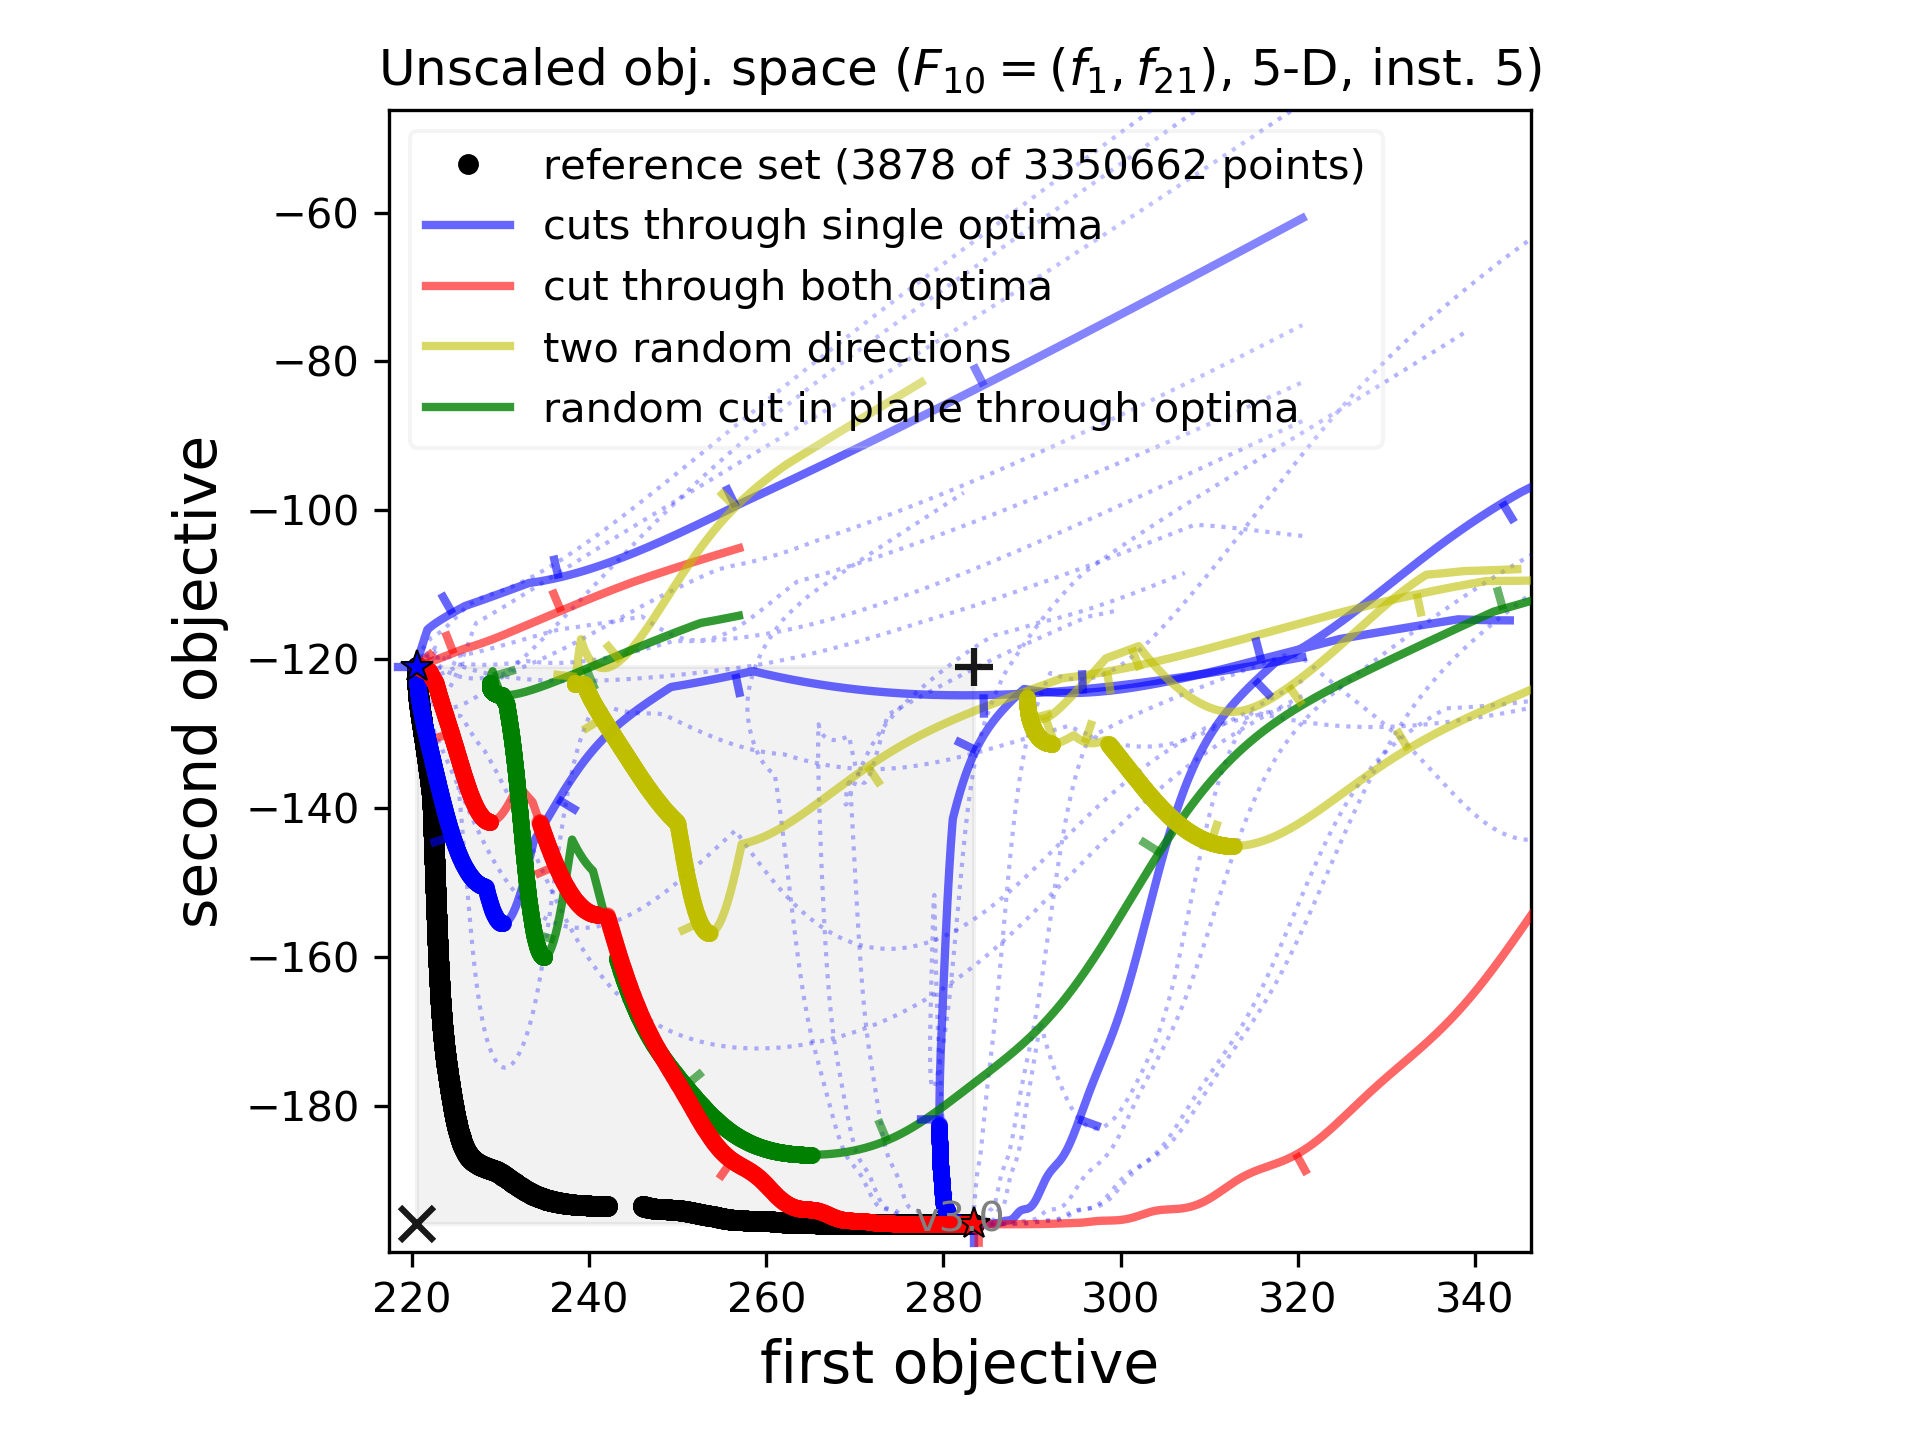 Unscaled obj. space (F₁₀ = (f₁, f₂₁), 5-D, inst. 5)
reference set (3878 of 3350662 points)
cuts through single optima
cut through both optima
two random directions
random cut in plane through optima
second objective
−60
−80
−100
−120
−140
−160
−180
v3.0
220 240 260 280 300 320 340
first objective